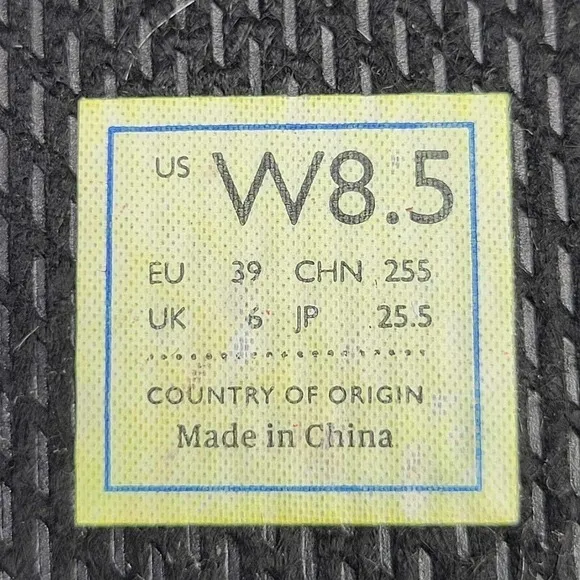 US W8.5
EU 39 CHN 255
UK 6 JP 25.5
COUNTRY OF ORIGIN
Made in China